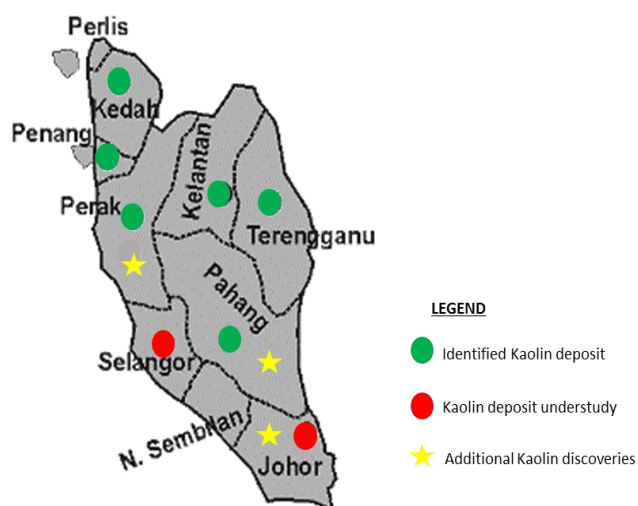 Perlis
Kedah
Penang
Kelantan
Perak
Terengganu
Pahang
LEGEND
Identified Kaolin deposit
Selangor
Kaolin deposit understudy
N. Sembilan
Johor
Additional Kaolin discoveries